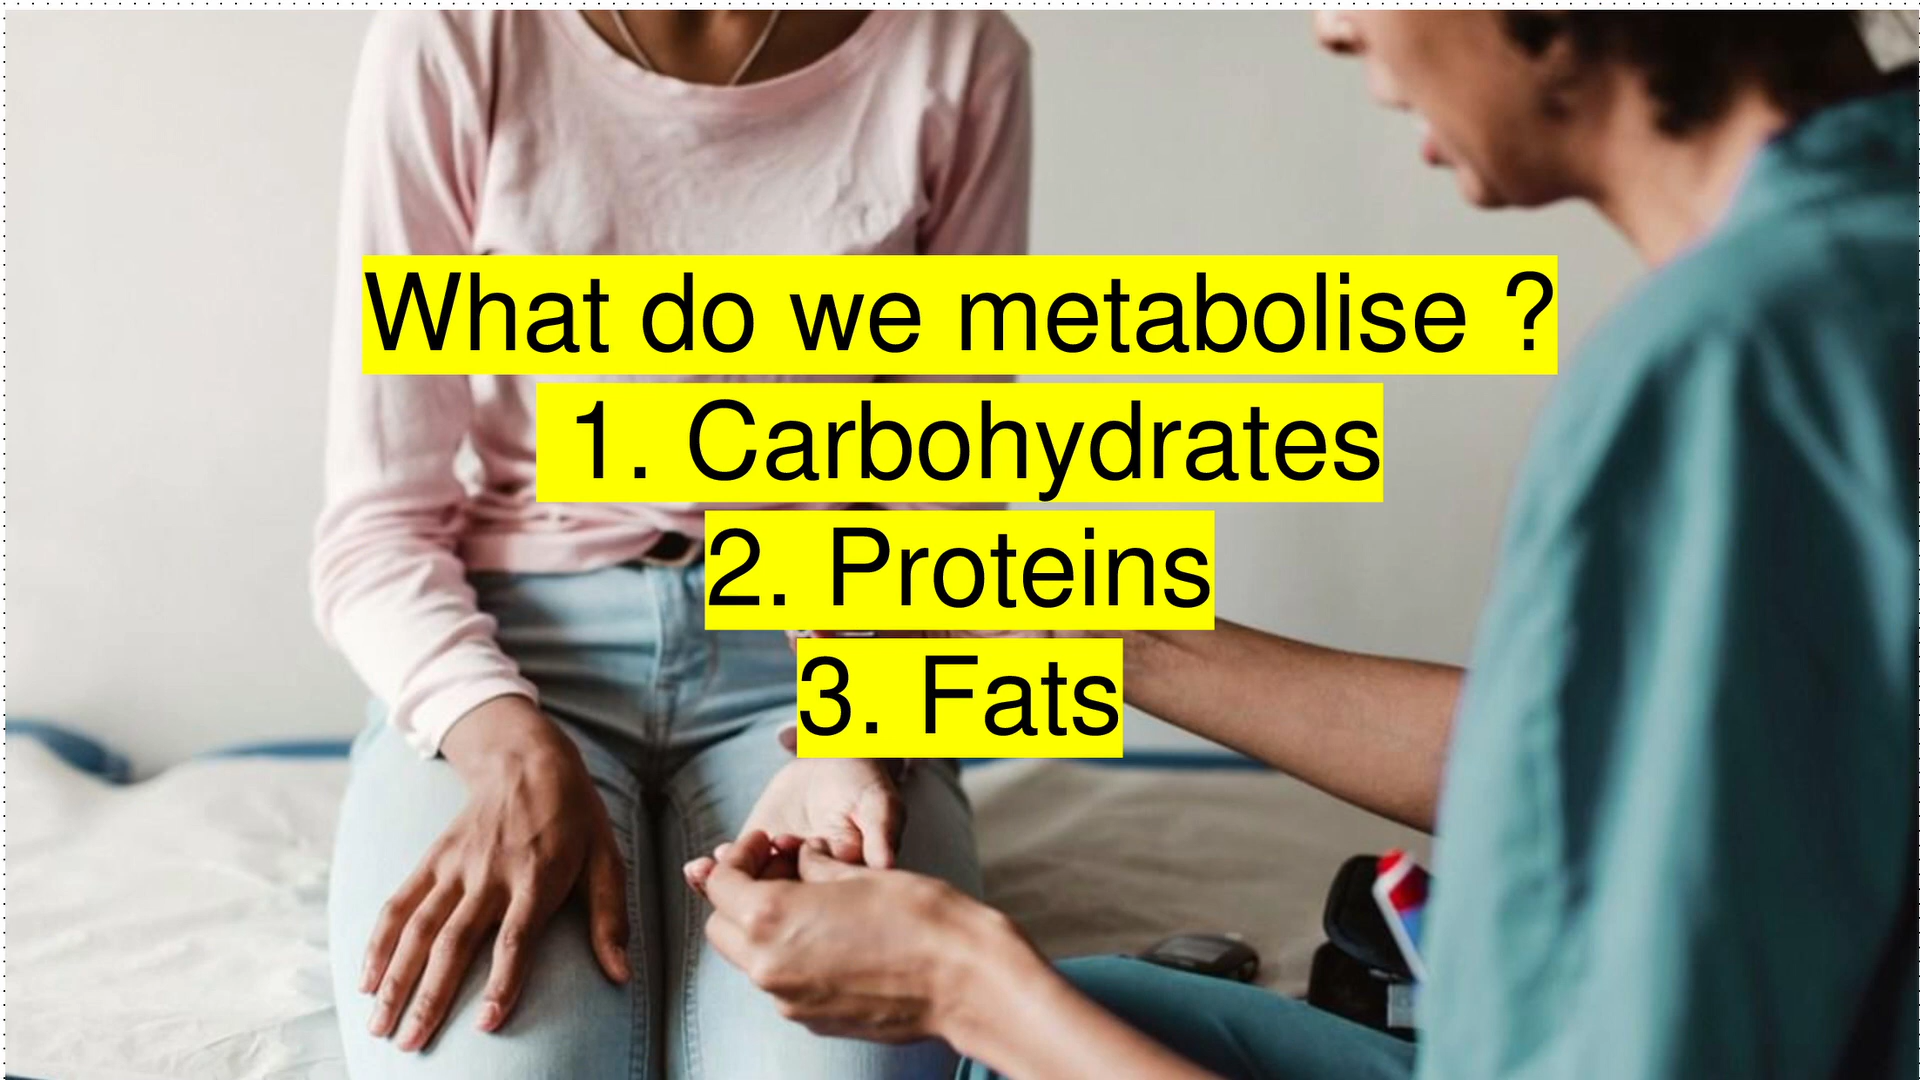 What do we metabolise ?
1. Carbohydrates
2. Proteins
3. Fats